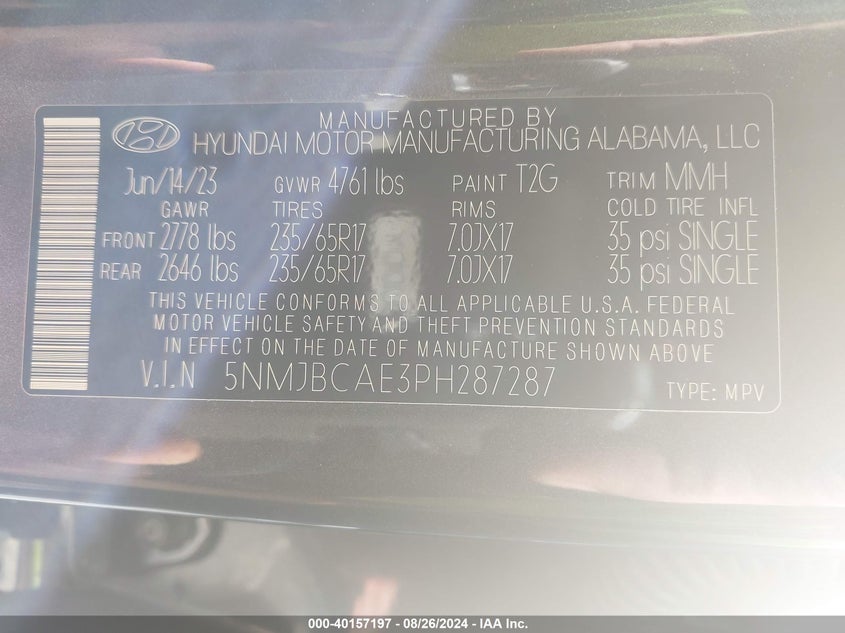 MANUFACTURED BY
HYUNDAI MOTOR MANUFACTURING ALABAMA, LLC
Jun/14/23 GVWR 4761 lbs PAINT T2G TRIM MMH
GAWR TIRES RIMS COLD TIRE INFL
FRONT 2778 lbs 235/65R17 7.0JX17 35 psi SINGLE
REAR 2646 lbs 235/65R17 7.0JX17 35 psi SINGLE
THIS VEHICLE CONFORMS TO ALL APPLICABLE U.S.A. FEDERAL
MOTOR VEHICLE SAFETY AND THEFT PREVENTION STANDARDS
IN EFFECT ON THE DATE OF MANUFACTURE SHOWN ABOVE
V.I.N 5NMJBCAE3PH287287 TYPE: MPV
000-40157197 - 08/26/2024 - IAA Inc.